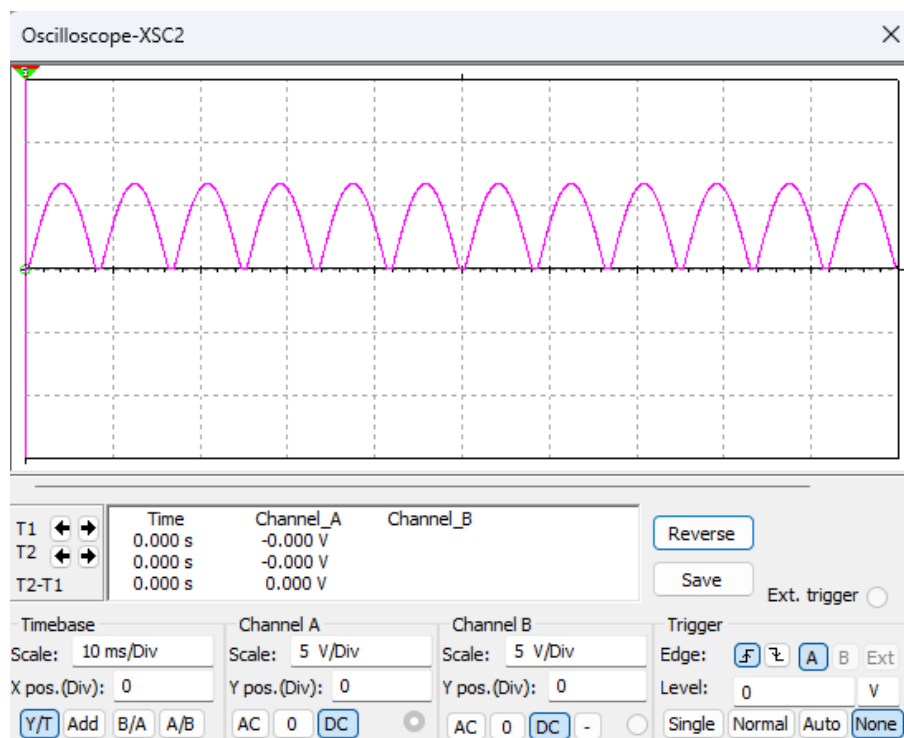 Oscilloscope-XSC2
Time Channel_A Channel_B
T1 0.000 s -0.000 V
T2 0.000 s -0.000 V
T2-T1 0.000 s 0.000 V
Reverse
Save
Ext. trigger
Timebase
Scale: 10 ms/Div
X pos.(Div): 0
Y/T Add B/A A/B
Channel A
Scale: 5 V/Div
Y pos.(Div): 0
AC 0 DC
Channel B
Scale: 5 V/Div
Y pos.(Div): 0
AC 0 DC -
Trigger
Edge: A B Ext
Level: 0 V
Single Normal Auto None